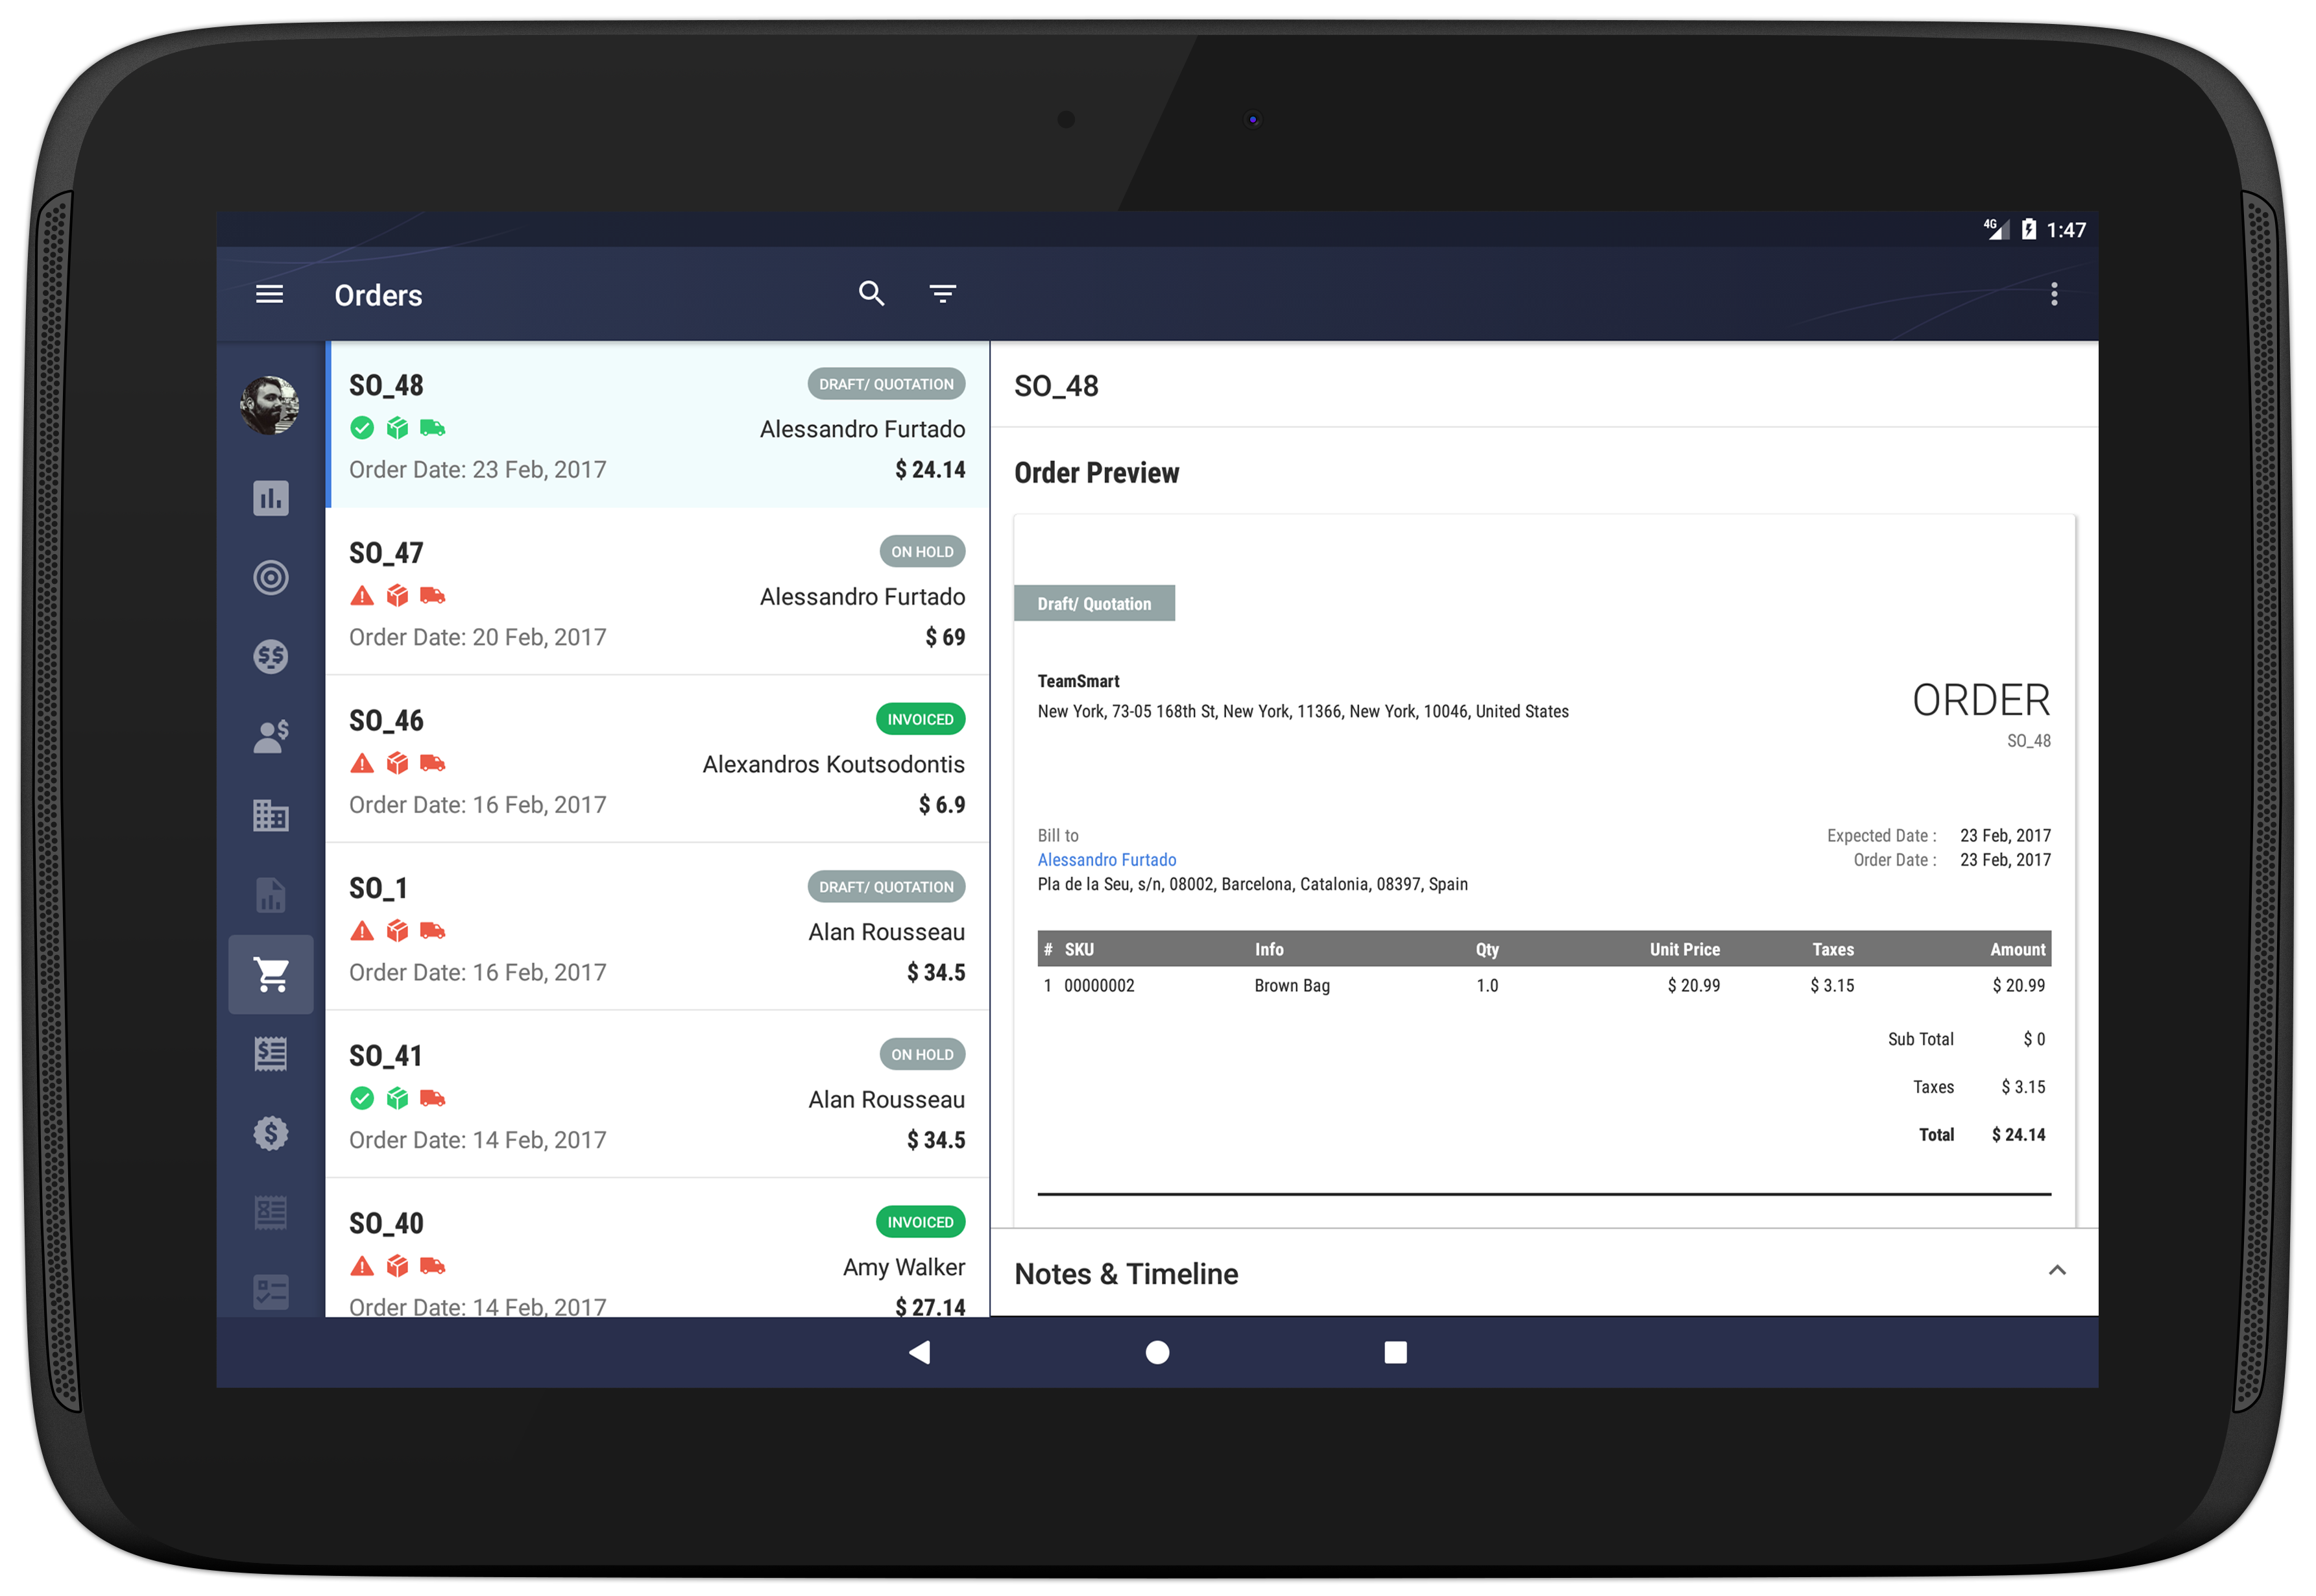 4G 1:47
Orders
SO_48 DRAFT/ QUOTATION
Alessandro Furtado
Order Date: 23 Feb, 2017 $ 24.14
SO_47 ON HOLD
Alessandro Furtado
Order Date: 20 Feb, 2017 $ 69
SO_46 INVOICED
Alexandros Koutsodontis
Order Date: 16 Feb, 2017 $ 6.9
SO_1 DRAFT/ QUOTATION
Alan Rousseau
Order Date: 16 Feb, 2017 $ 34.5
SO_41 ON HOLD
Alan Rousseau
Order Date: 14 Feb, 2017 $ 34.5
SO_40 INVOICED
Amy Walker
Order Date: 14 Feb, 2017 $ 27.14
SO_48
Order Preview
Draft/ Quotation
TeamSmart
New York, 73-05 168th St, New York, 11366, New York, 10046, United States
ORDER
SO_48
Bill to
Alessandro Furtado
Pla de la Seu, s/n, 08002, Barcelona, Catalonia, 08397, Spain
Expected Date : 23 Feb, 2017
Order Date : 23 Feb, 2017
# SKU Info Qty Unit Price Taxes Amount
1 00000002 Brown Bag 1.0 $ 20.99 $ 3.15 $ 20.99
Sub Total $ 0
Taxes $ 3.15
Total $ 24.14
Notes & Timeline